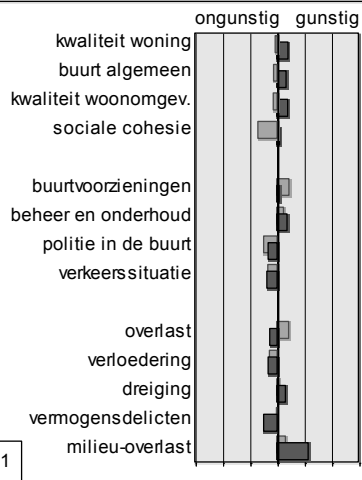 ongunstig gunstig
kwaliteit woning
buurt algemeen
kwaliteit woonomgev.
sociale cohesie
buurtvoorzieningen
beheer en onderhoud
politie in de buurt
verkeerssituatie
overlast
verloedering
dreiging
vermogensdelicten
milieu-overlast
1